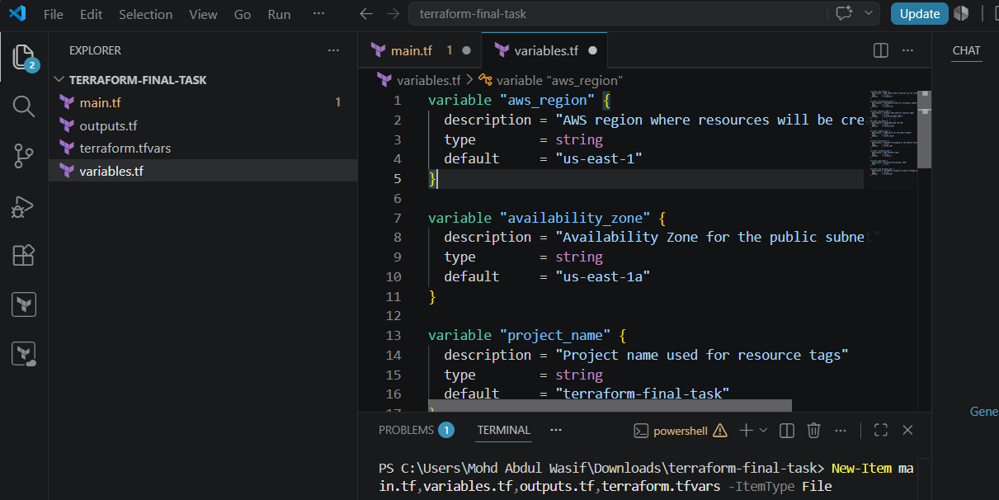 File Edit Selection View Go Run ··· terraform-final-task Update
EXPLORER ···
2
TERRAFORM-FINAL-TASK
main.tf 1
outputs.tf
terraform.tfvars
variables.tf
main.tf 1 variables.tf ···
variables.tf > variable "aws_region"
1 variable "aws_region" {
2 description = "AWS region where resources will be cre
3 type = string
4 default = "us-east-1"
5 }
6
7 variable "availability_zone" {
8 description = "Availability Zone for the public subnet"
9 type = string
10 default = "us-east-1a"
11 }
12
13 variable "project_name" {
14 description = "Project name used for resource tags"
15 type = string
16 default = "terraform-final-task"
17 }
CHAT
Gene
PROBLEMS 1 TERMINAL ··· powershell ···
PS C:\Users\Mohd Abdul Wasif\Downloads\terraform-final-task> New-Item ma
in.tf,variables.tf,outputs.tf,terraform.tfvars -ItemType File